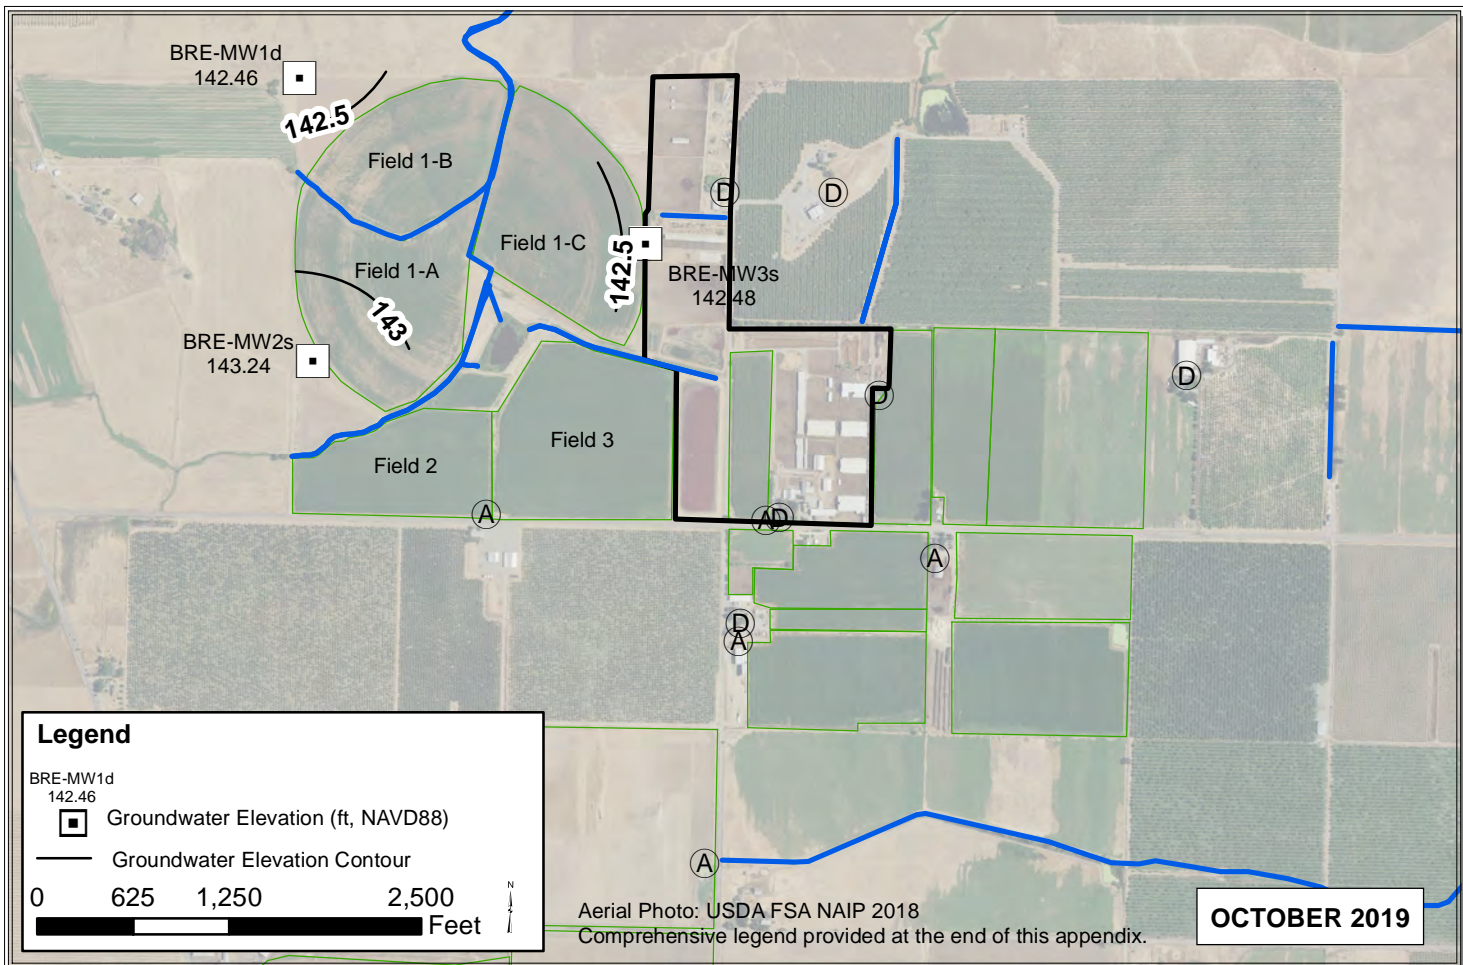 BRE-MW1d
142.46
142.5
Field 1-B
D
D
Field 1-C
142.5
BRE-MW3s
142.48
Field 1-A
143
BRE-MW2s
143.24
D
D
Field 3
Field 2
A
A
D
A
D
A
A
Legend
BRE-MW1d
142.46
Groundwater Elevation (ft, NAVD88)
Groundwater Elevation Contour
0 625 1,250 2,500
Feet
N
Aerial Photo: USDA FSA NAIP 2018
Comprehensive legend provided at the end of this appendix.
OCTOBER 2019